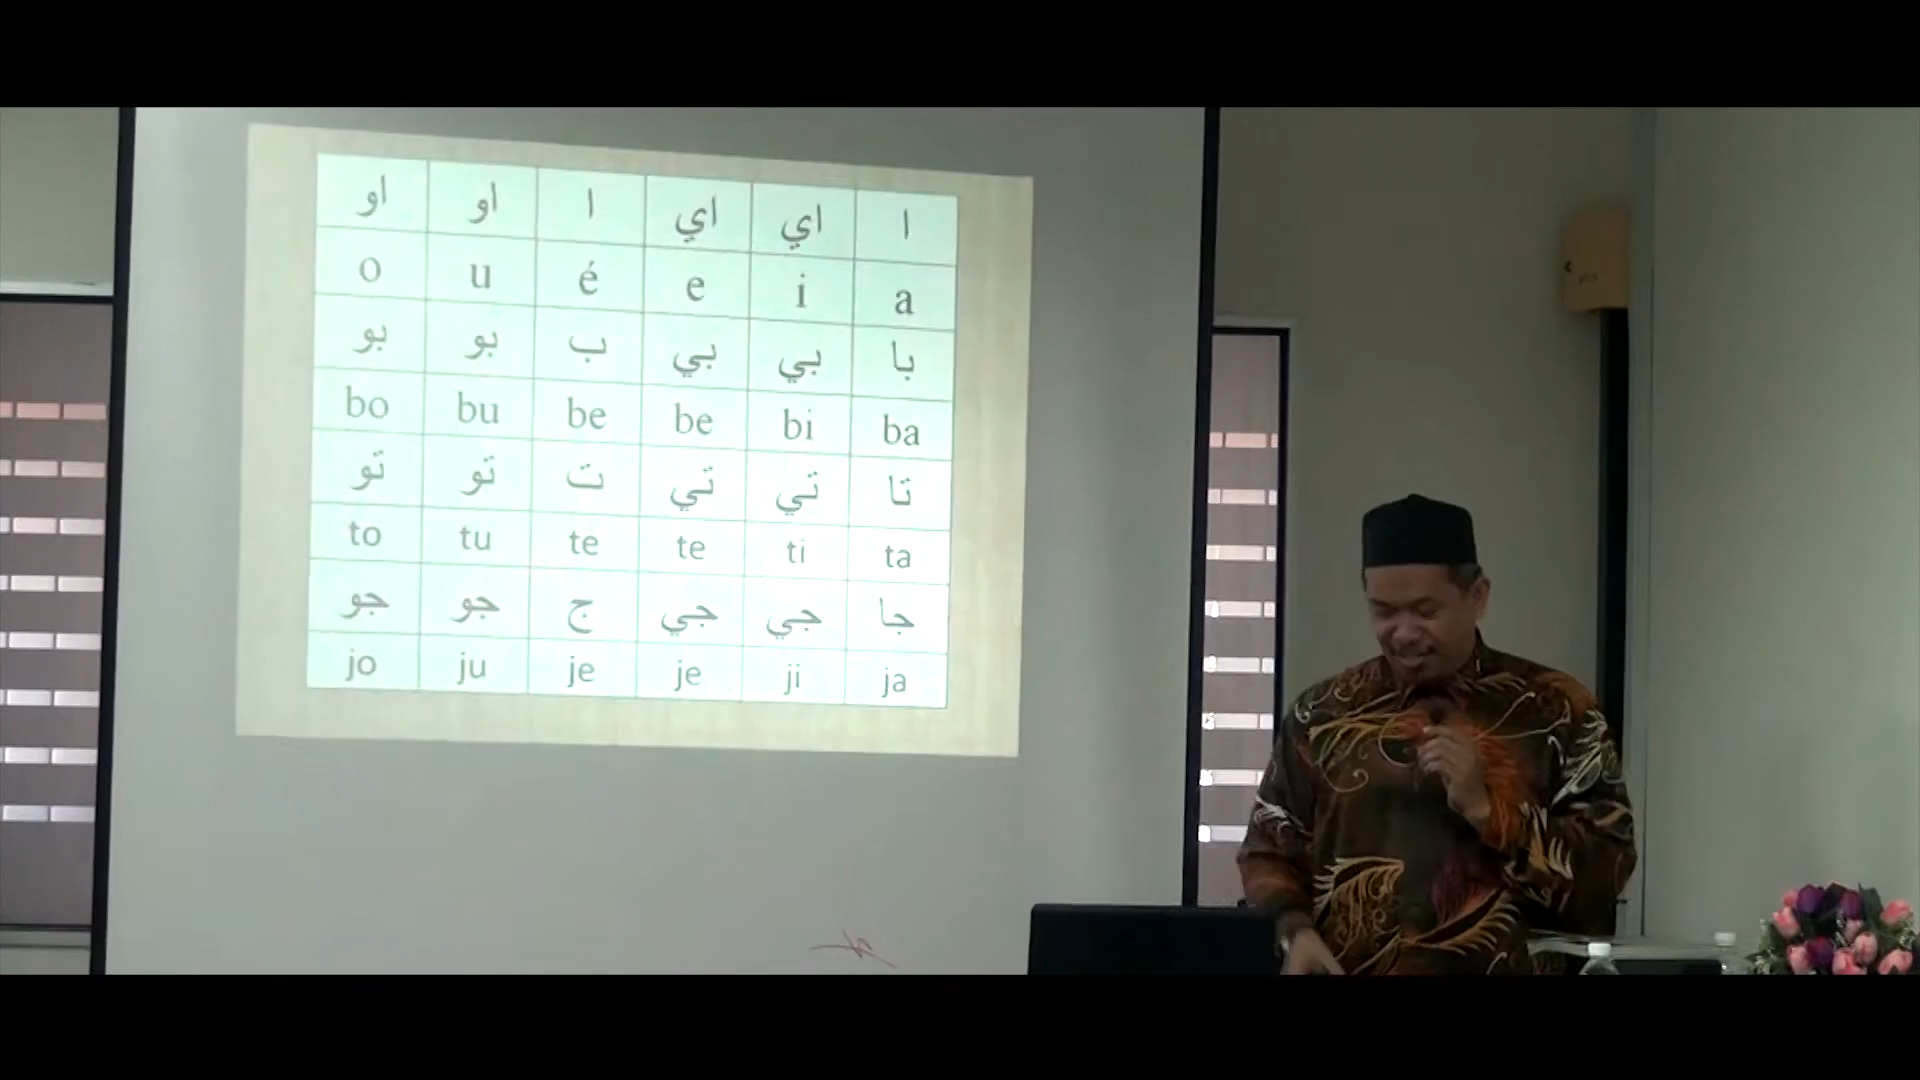 ا اي اي ا او او
a i e é u o
با بي بي ب بو بو
ba bi be be bu bo
تا تي تي ت تو تو
ta ti te te tu to
جا جي جي ج جو جو
ja ji je je ju jo